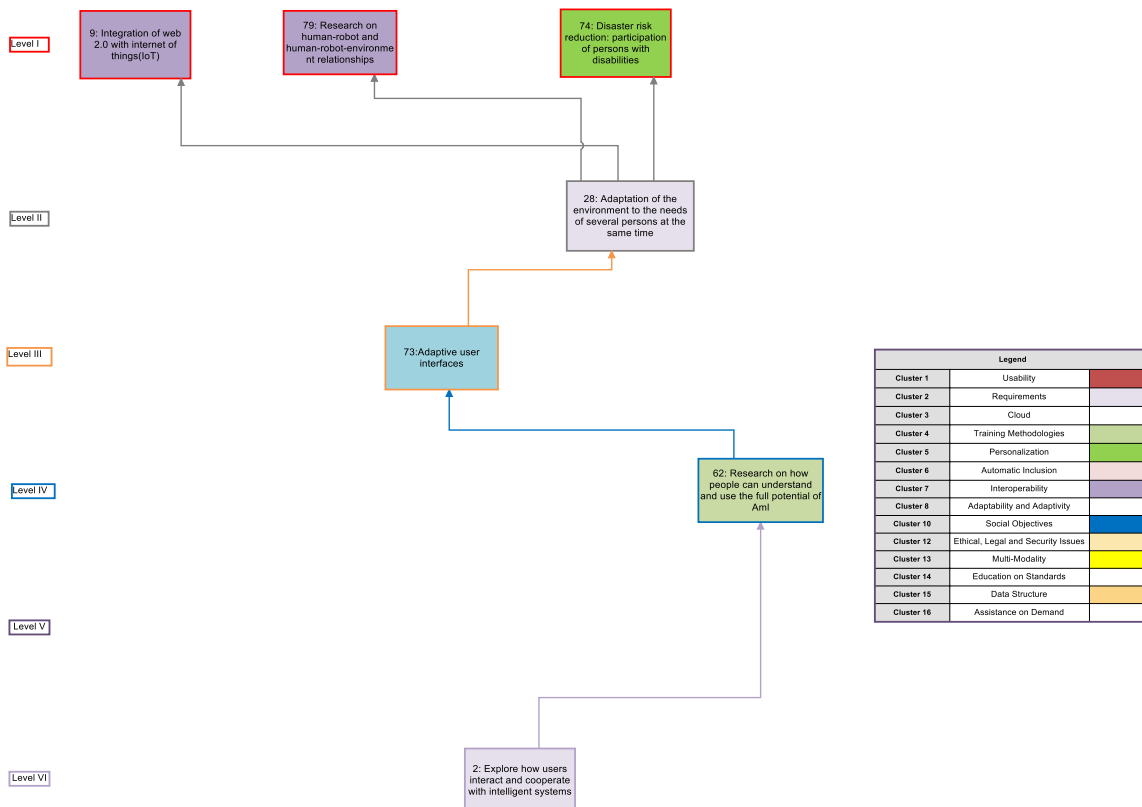 Level I
9: Integration of web
2.0 with internet of
things(IoT)
79: Research on
human-robot and
human-robot-environme
nt relationships
74: Disaster risk
reduction: participation
of persons with
disabilities
Level II
28: Adaptation of the
environment to the needs
of several persons at the
same time
Level III
73:Adaptive user
interfaces
Level IV
62: Research on how
people can understand
and use the full potential of
AmI
Level V
Level VI
2: Explore how users
interact and cooperate
with intelligent systems
Legend
Cluster 1 Usability
Cluster 2 Requirements
Cluster 3 Cloud
Cluster 4 Training Methodologies
Cluster 5 Personalization
Cluster 6 Automatic Inclusion
Cluster 7 Interoperability
Cluster 8 Adaptability and Adaptivity
Cluster 10 Social Objectives
Cluster 12 Ethical, Legal and Security Issues
Cluster 13 Multi-Modality
Cluster 14 Education on Standards
Cluster 15 Data Structure
Cluster 16 Assistance on Demand